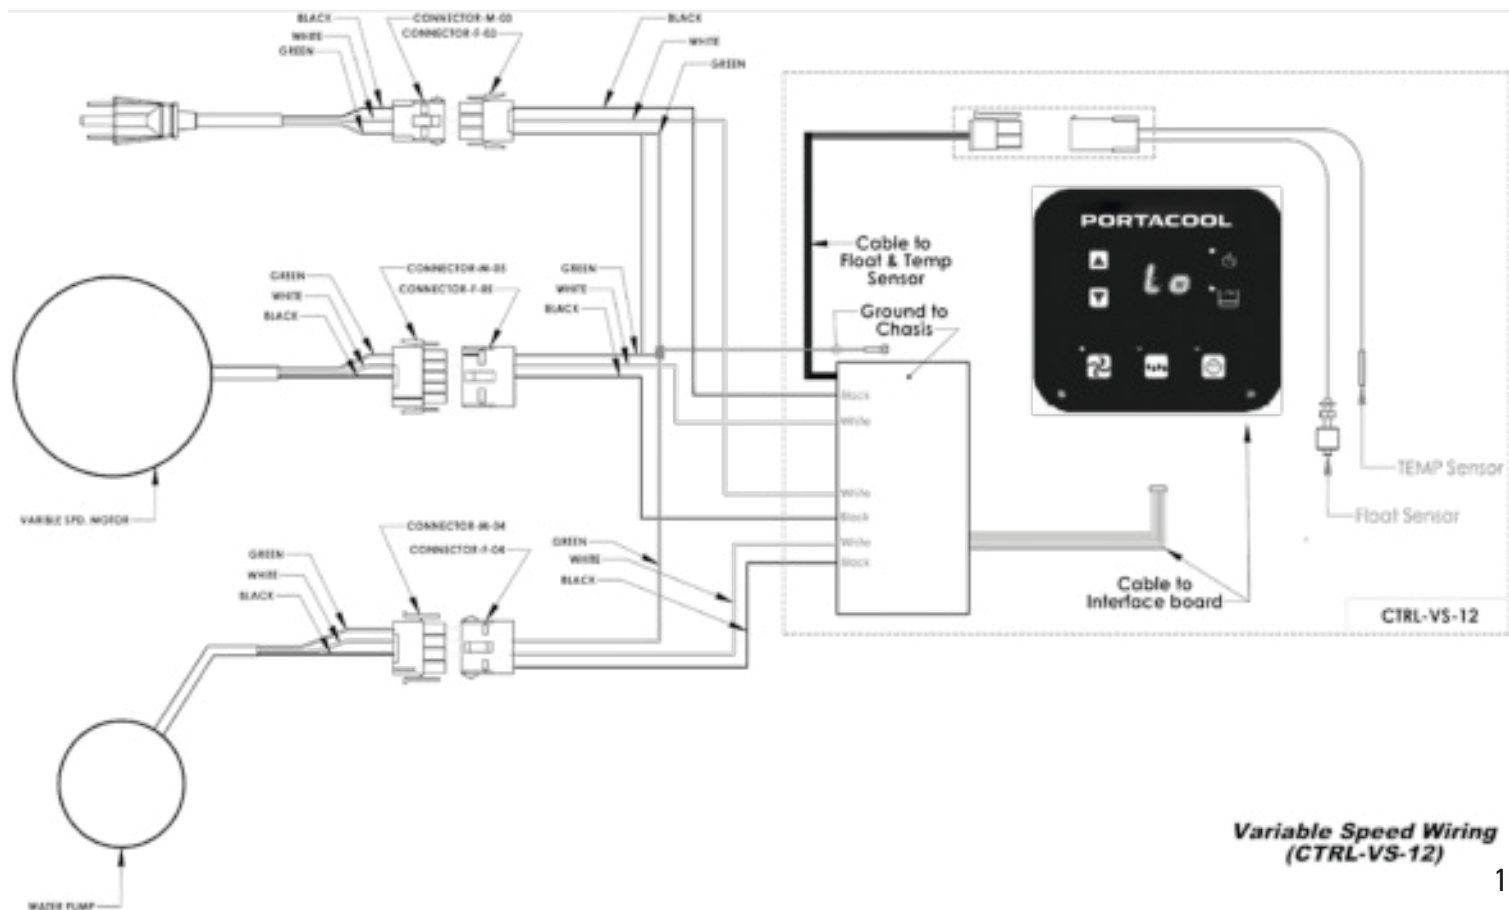 BLACK
WHITE
GREEN
CONNECTOR-M-03
CONNECTOR-F-03
BLACK
WHITE
GREEN
PORTACOOL
Lo
Cable to
Float & Temp
Sensor
Ground to
Chasis
GREEN
WHITE
BLACK
CONNECTOR-M-05
CONNECTOR-F-05
GREEN
WHITE
BLACK
Black
White
White
Black
White
Black
VARIBLE SPD. MOTOR
TEMP Sensor
Float Sensor
GREEN
WHITE
BLACK
CONNECTOR-M-04
CONNECTOR-F-04
GREEN
WHITE
BLACK
Cable to
Interface board
CTRL-VS-12
WATER PUMP
Variable Speed Wiring
(CTRL-VS-12)
1